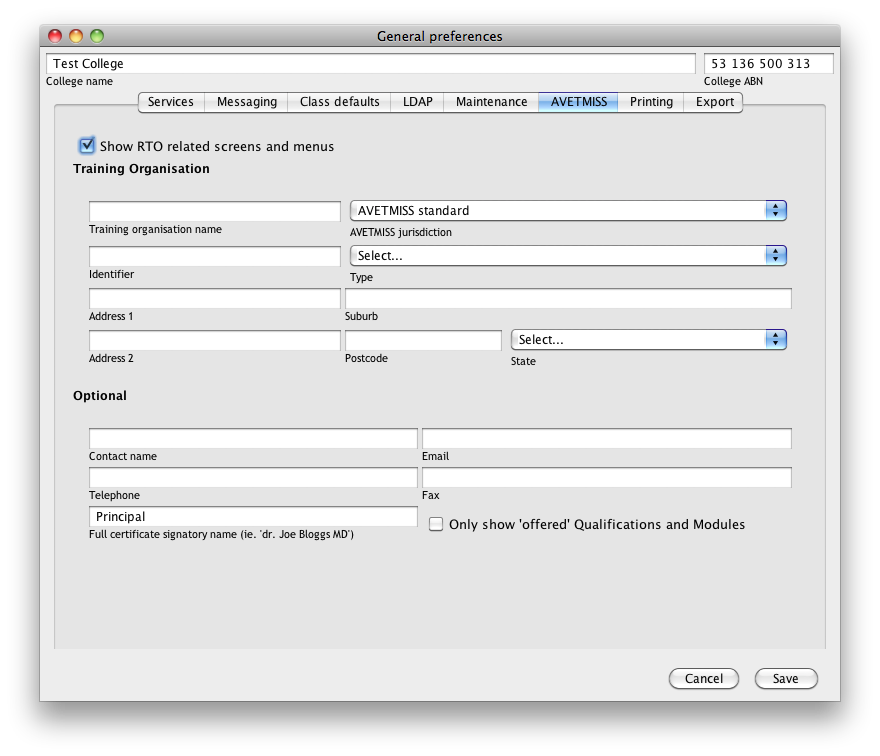 General preferences
Test College 53 136 500 313
College name College ABN
Services Messaging Class defaults LDAP Maintenance AVETMISS Printing Export
Show RTO related screens and menus
Training Organisation
AVETMISS standard
Training organisation name AVETMISS jurisdiction
Select...
Identifier Type
Address 1 Suburb
Select...
Address 2 Postcode State
Optional
Contact name Email
Telephone Fax
Principal Only show 'offered' Qualifications and Modules
Full certificate signatory name (ie. 'dr. Joe Bloggs MD')
Cancel Save